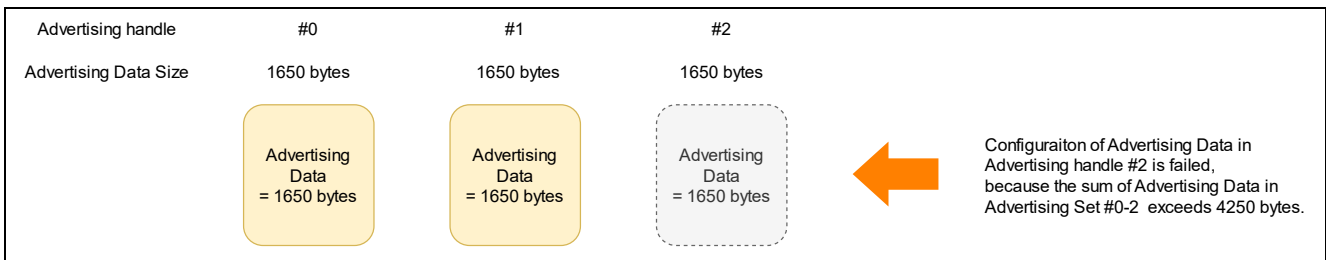 Advertising handle #0 #1 #2
Advertising Data Size 1650 bytes 1650 bytes 1650 bytes
Advertising Data = 1650 bytes
Advertising Data = 1650 bytes
Advertising Data = 1650 bytes
Configuraiton of Advertising Data in
Advertising handle #2 is failed,
because the sum of Advertising Data in
Advertising Set #0-2 exceeds 4250 bytes.